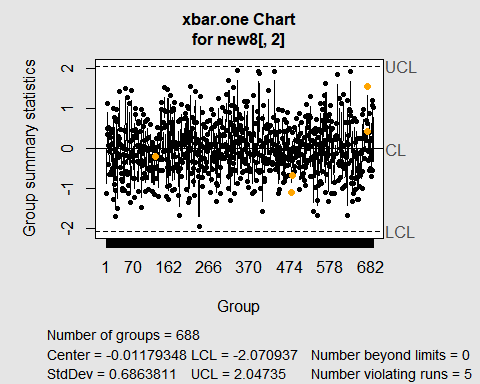 xbar.one Chart
for new8[, 2]
Group summary statistics
2
1
0
-1
-2
UCL
CL
LCL
1 70 162 266 370 474 578 682
Group
Number of groups = 688
Center = -0.01179348 LCL = -2.070937 Number beyond limits = 0
StdDev = 0.6863811 UCL = 2.04735 Number violating runs = 5